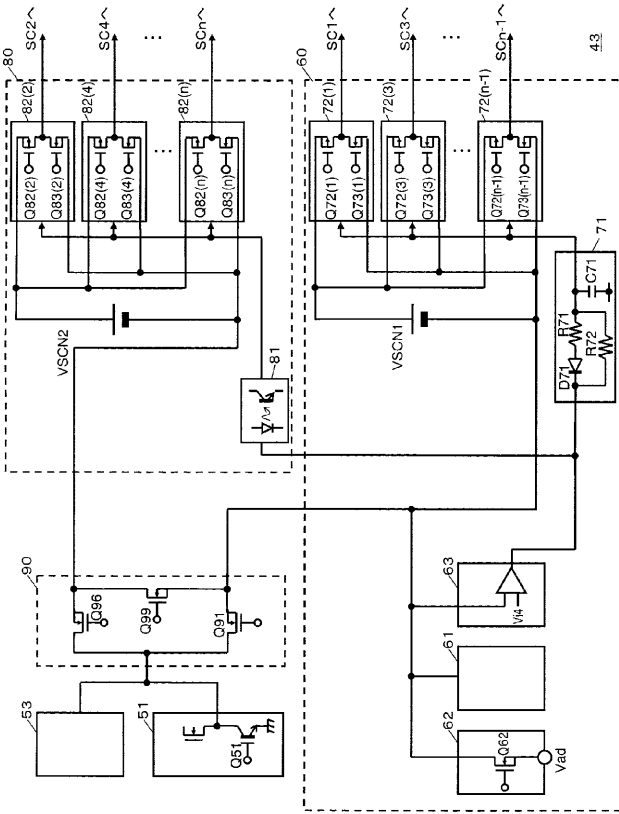 SC2へ
SC4へ
...
SCnへ
SC1へ
SC3へ
...
SCn-1へ
43
80
82(2)
82(4)
82(n)
60
72(1)
72(3)
72(n-1)
Q82(2)
Q83(2)
Q82(4)
Q83(4)
...
Q82(n)
Q83(n)
Q72(1)
Q73(1)
Q72(3)
Q73(3)
...
Q72(n-1)
Q73(n-1)
VSCN2
VSCN1
81
71
C71
R71
R72
D71
90
Q96
Q99
Q91
63
Vi4
61
62
Q62
Vad
53
51
Q51